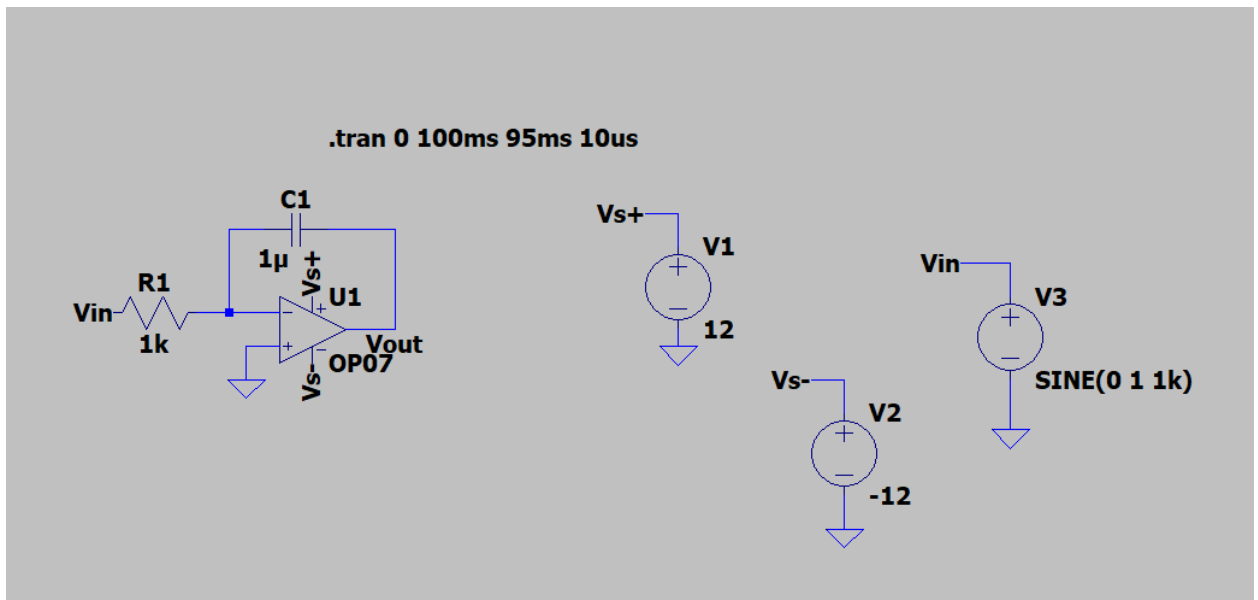 .tran 0 100ms 95ms 10us
C1
1µ
Vs+
R1
U1
Vin
1k
Vout
OP07
Vs-
Vs+
V1
12
Vin
V3
SINE(0 1 1k)
Vs-
V2
-12